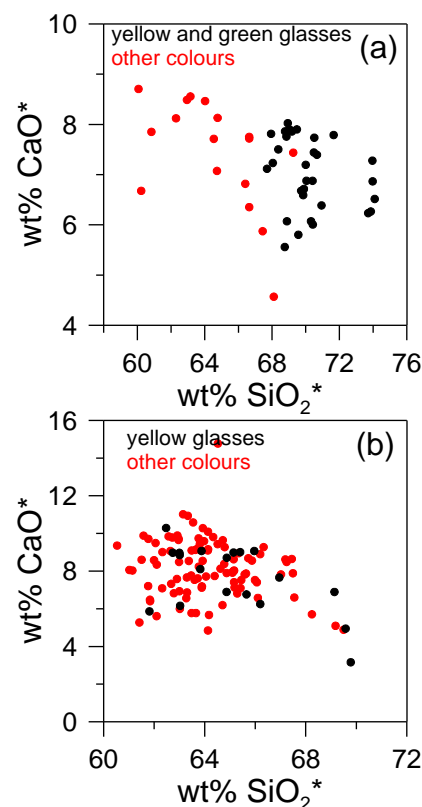 10
yellow and green glasses
(a)
other colours
8
wt% CaO*
6
4
60 64 68 72 76
wt% SiO₂*
16
yellow glasses
(b)
other colours
12
wt% CaO*
8
4
0
60 64 68 72
wt% SiO₂*